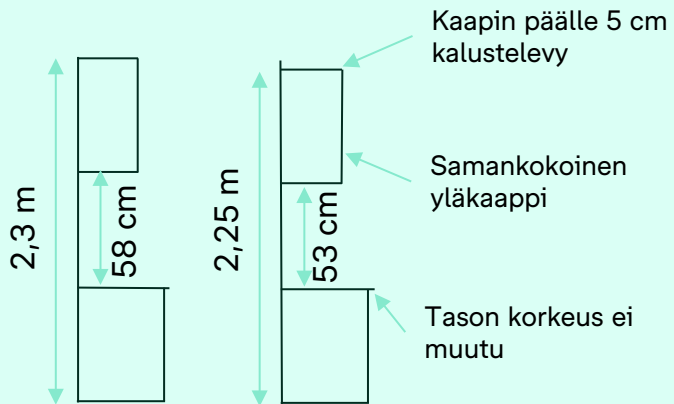 Kaapin päälle 5 cm
kalustelevy
2,3 m
58 cm
2,25 m
53 cm
Samankokoinen
yläkaappi
Tason korkeus ei
muutu